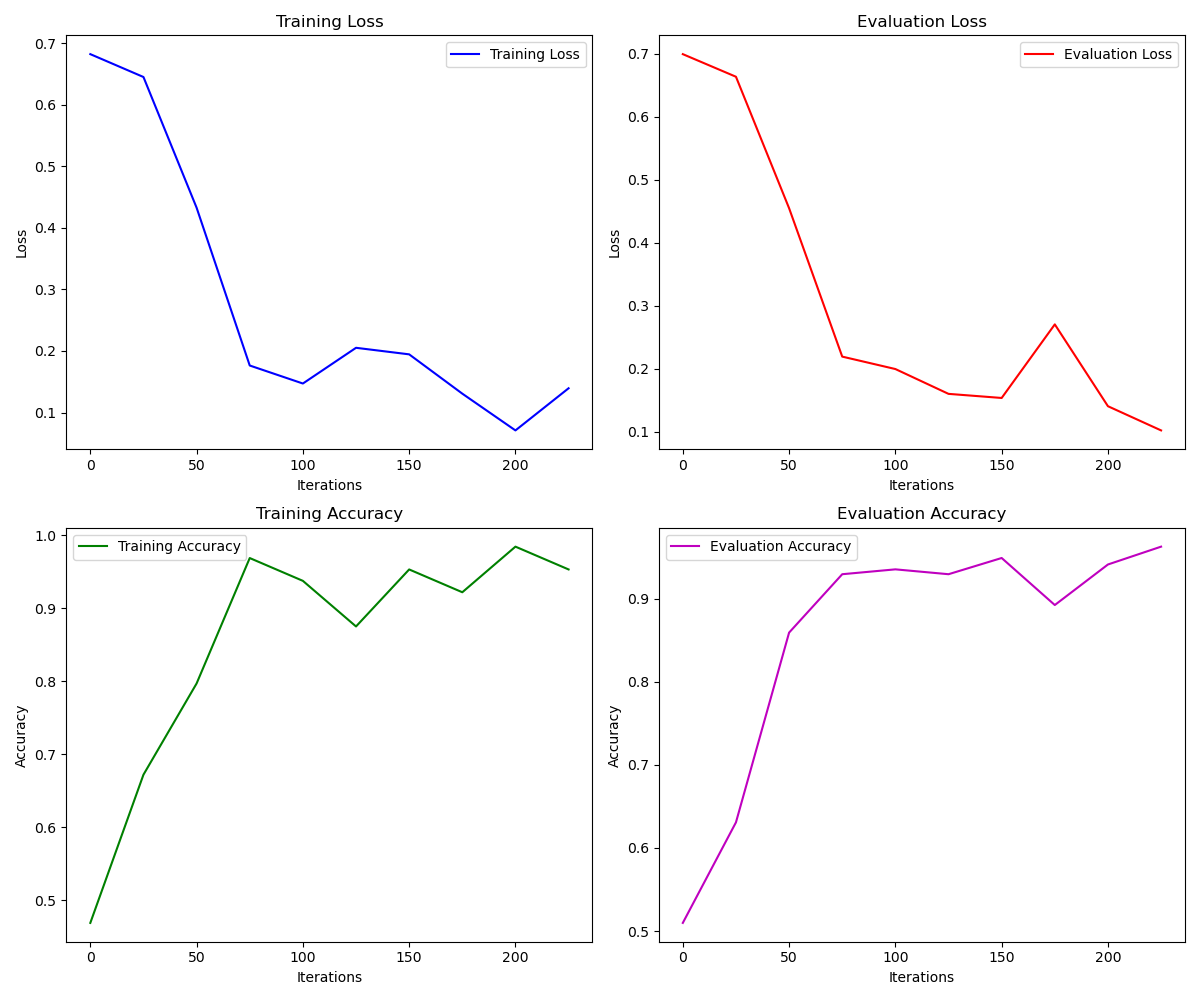 Training Loss
Training Loss
0.7
0.6
0.5
0.4
0.3
0.2
0.1
Loss
0 50 100 150 200
Iterations
Evaluation Loss
Evaluation Loss
0.7
0.6
0.5
0.4
0.3
0.2
0.1
Loss
0 50 100 150 200
Iterations
Training Accuracy
Training Accuracy
1.0
0.9
0.8
0.7
0.6
0.5
Accuracy
0 50 100 150 200
Iterations
Evaluation Accuracy
Evaluation Accuracy
0.9
0.8
0.7
0.6
0.5
Accuracy
0 50 100 150 200
Iterations